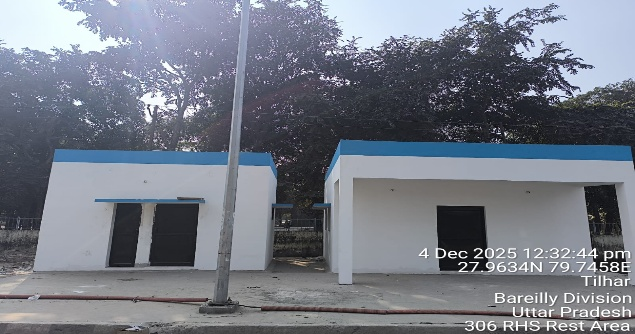 4 Dec 2025 12:32:44 pm
27.9634N 79.7458E
Tilhar
Bareilly Division
Uttar Pradesh
306 RHS Rest Area